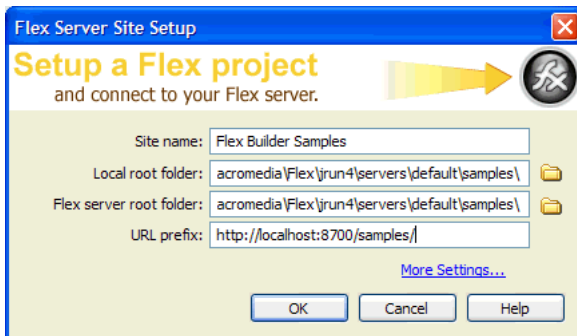 Flex Server Site Setup
Setup a Flex project
and connect to your Flex server.
Site name: Flex Builder Samples
Local root folder: acromedia\Flex\jrun4\servers\default\samples\
Flex server root folder: acromedia\Flex\jrun4\servers\default\samples\
URL prefix: http://localhost:8700/samples/
More Settings...
OK Cancel Help